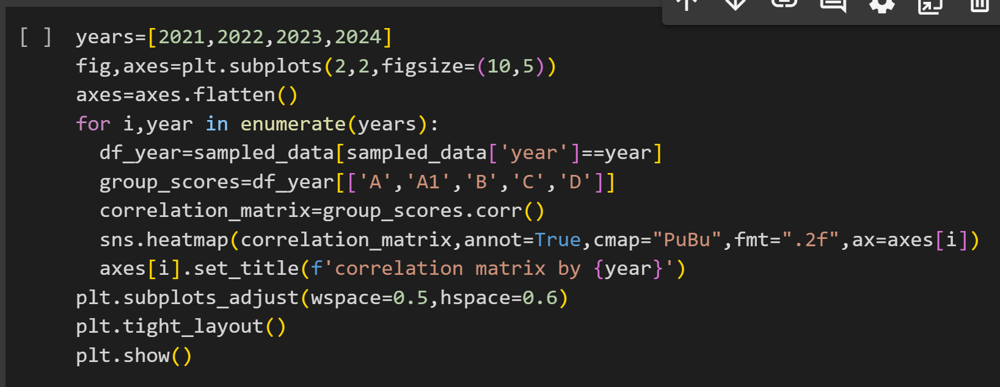 [ ] years=[2021,2022,2023,2024]
fig,axes=plt.subplots(2,2,figsize=(10,5))
axes=axes.flatten()
for i,year in enumerate(years):
  df_year=sampled_data[sampled_data['year']==year]
  group_scores=df_year[['A','A1','B','C','D']]
  correlation_matrix=group_scores.corr()
  sns.heatmap(correlation_matrix,annot=True,cmap="PuBu",fmt=".2f",ax=axes[i])
  axes[i].set_title(f'correlation matrix by {year}')
plt.subplots_adjust(wspace=0.5,hspace=0.6)
plt.tight_layout()
plt.show()